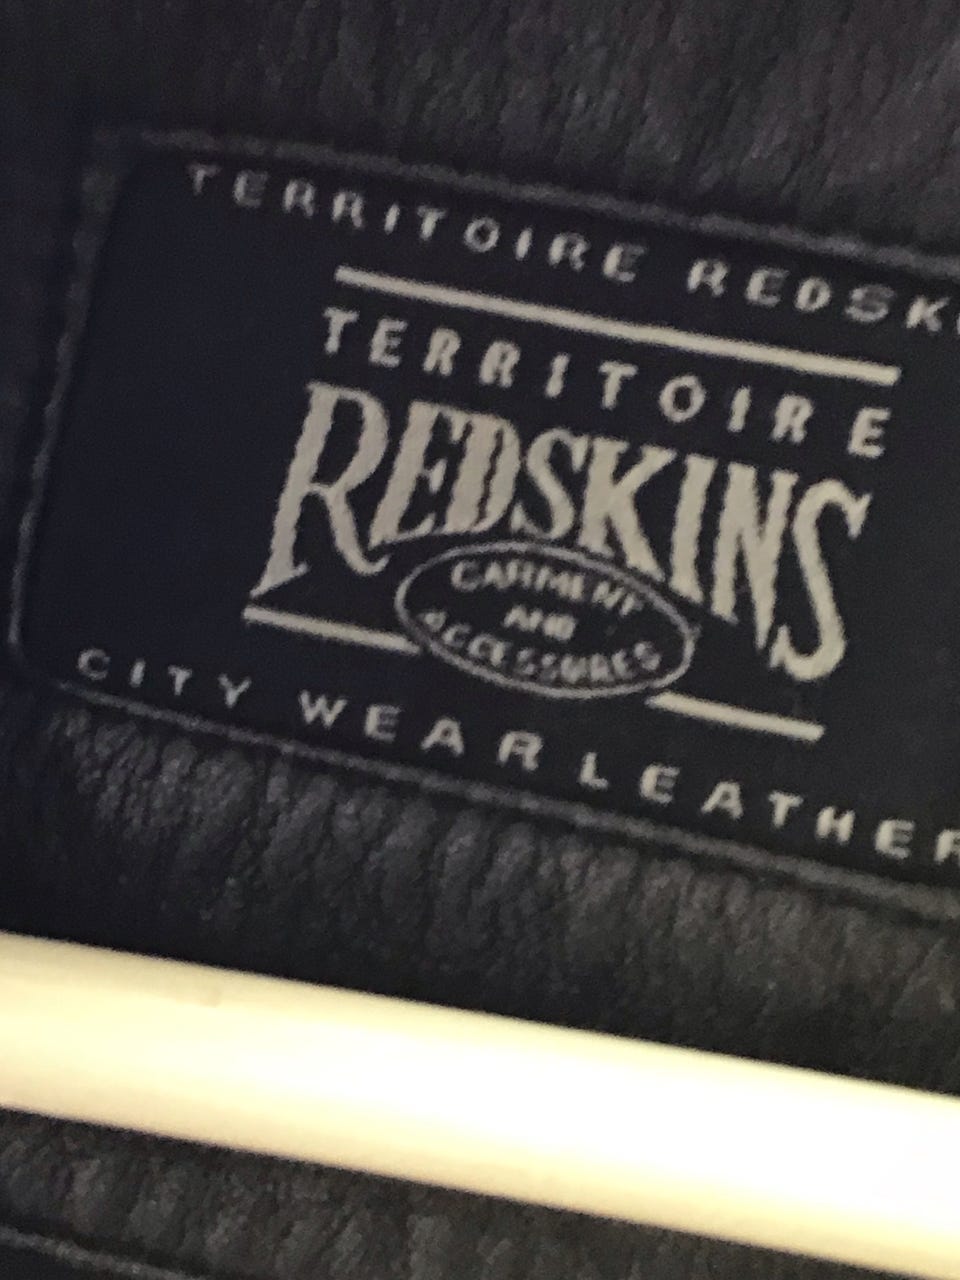 TERRITOIRE REDSK
TERRITOIRE
REDSKINS
GARMENT
AND
ACCESSORIES
CITY WEAR LEATHER